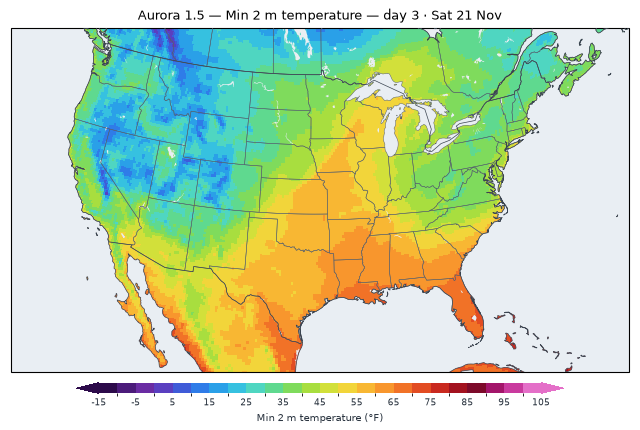 Aurora 1.5 — Min 2 m temperature — day 3 · Sat 21 Nov
-15 -5 5 15 25 35 45 55 65 75 85 95 105
Min 2 m temperature (°F)